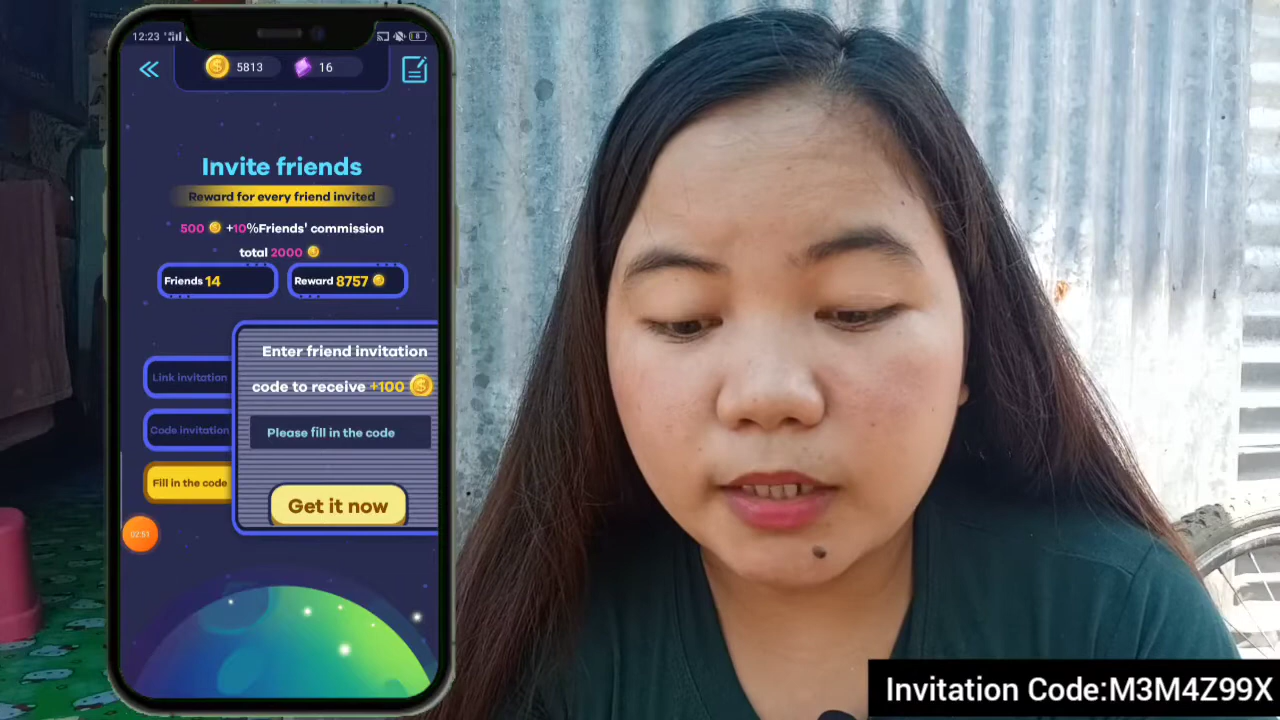 12:23
5813
16
Invite friends
Reward for every friend invited
500 +10%Friends' commission
total 2000
Friends 14
Reward 8757
Enter friend invitation
code to receive +100
Link invitation
Code invitation
Please fill in the code
Fill in the code
Get it now
02:51
Invitation Code:M3M4Z99X